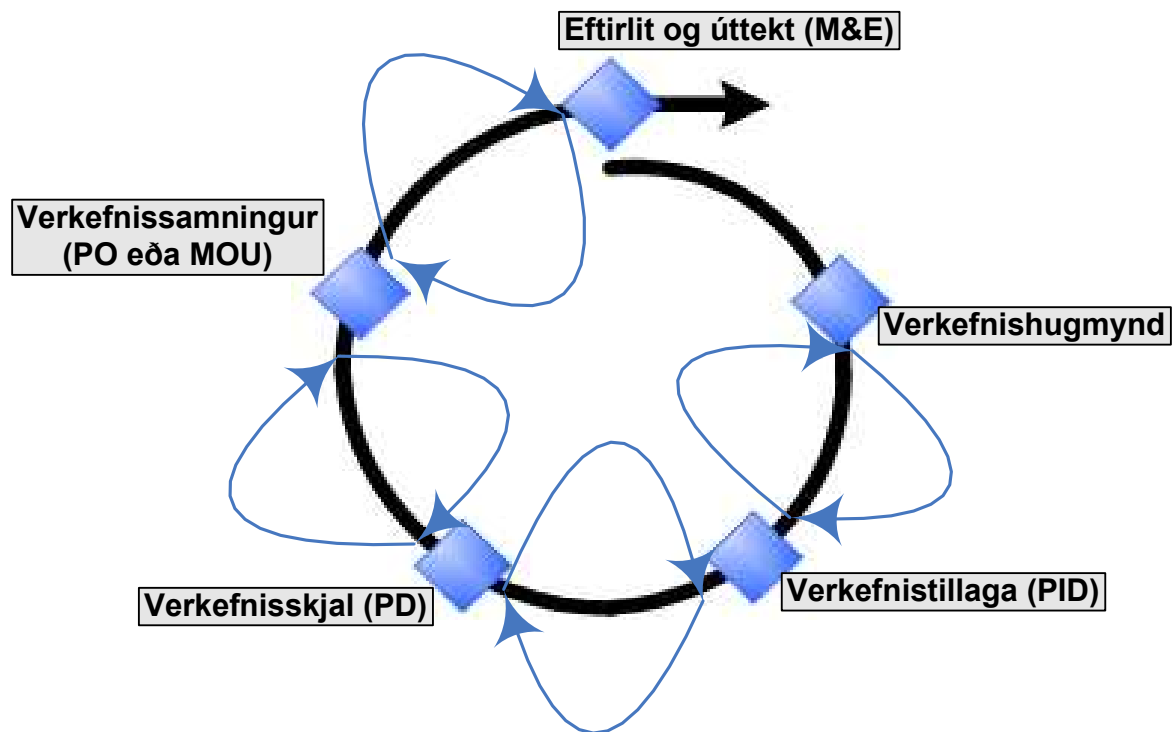 Eftirlit og úttekt (M&E)
Verkefnissamningur
(PO eða MOU)
Verkefnishugmynd
Verkefnisskjal (PD)
Verkefnistillaga (PID)